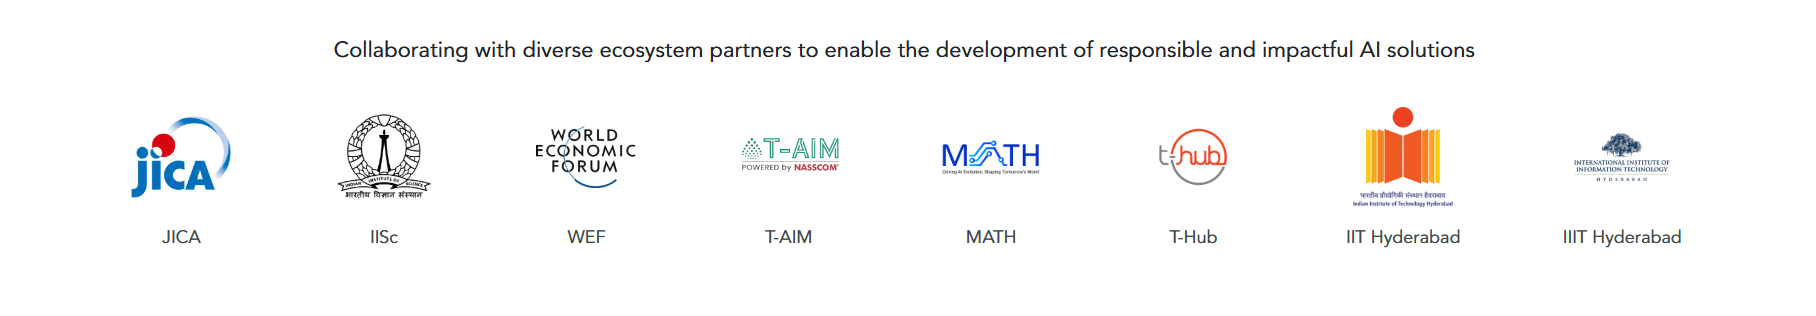 Collaborating with diverse ecosystem partners to enable the development of responsible and impactful AI solutions
jICA
INDIAN INSTITUTE OF SCIENCE
भारतीय विज्ञान संस्थान
WORLD
ECONOMIC
FORUM
T-AIM
POWERED by NASSCOM
MATH
Driving AI Evolution, Shaping Tomorrow's World
t-hub
भारतीय प्रौद्योगिकी संस्थान हैदराबाद
Indian Institute of Technology Hyderabad
INTERNATIONAL INSTITUTE OF
INFORMATION TECHNOLOGY
HYDERABAD
JICA
IISc
WEF
T-AIM
MATH
T-Hub
IIT Hyderabad
IIIT Hyderabad